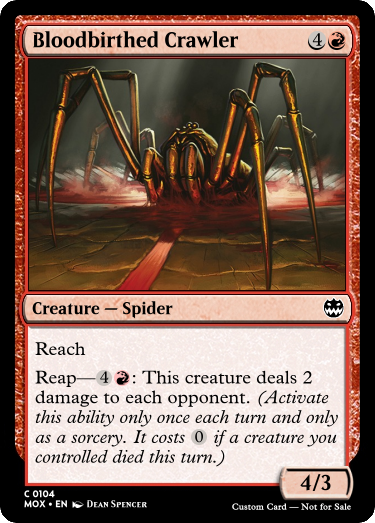 Bloodbirthed Crawler 4
Creature — Spider
Reach
Reap—4: This creature deals 2
damage to each opponent. (Activate
this ability only once each turn and only
as a sorcery. It costs 0 if a creature you
controlled died this turn.)
4/3
C 0104
MOX • EN DEAN SPENCER
Custom Card — Not for Sale